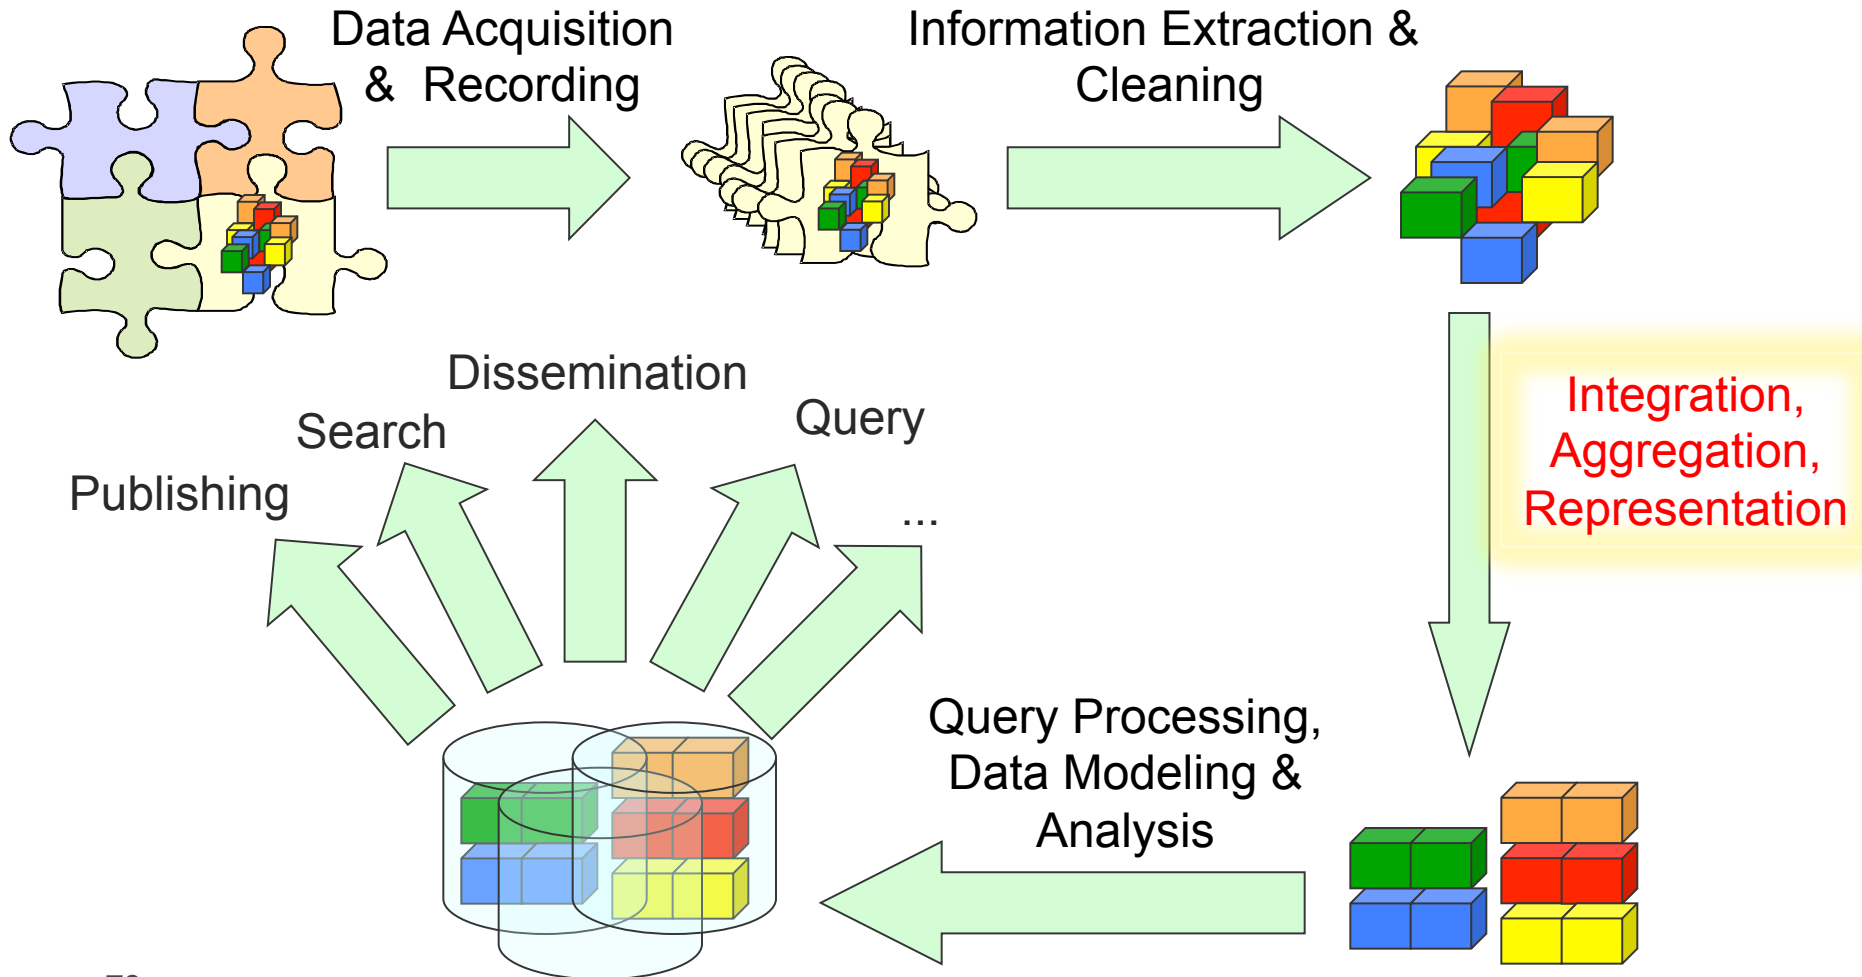 Data Acquisition
& Recording
Information Extraction &
Cleaning
Integration,
Aggregation,
Representation
Dissemination
Query
Search
Publishing
...
Query Processing,
Data Modeling &
Analysis